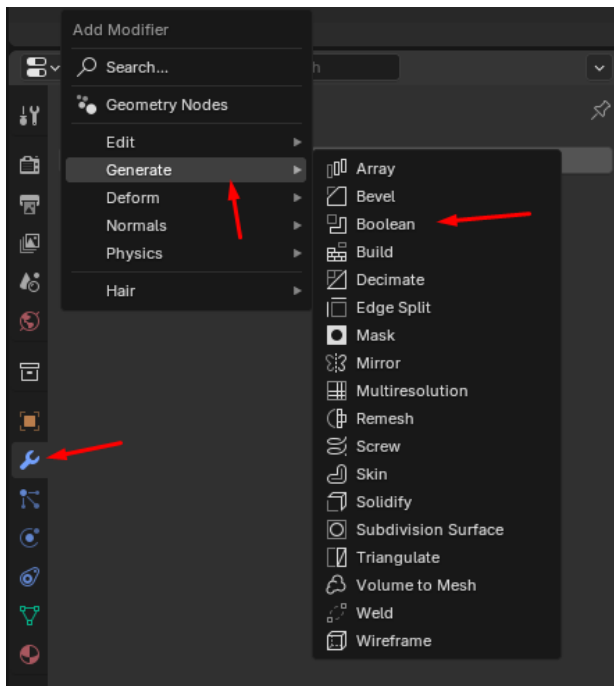 Add Modifier
Search...
Geometry Nodes
Edit
Generate
Deform
Normals
Physics
Hair
Array
Bevel
Boolean
Build
Decimate
Edge Split
Mask
Mirror
Multiresolution
Remesh
Screw
Skin
Solidify
Subdivision Surface
Triangulate
Volume to Mesh
Weld
Wireframe